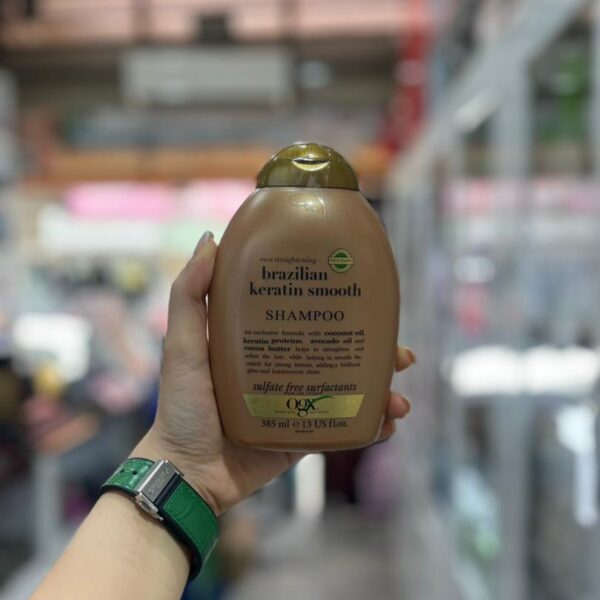 ever straightening
brazilian
keratin smooth
SHAMPOO
An exclusive formula with coconut oil,
keratin proteins, avocado oil and
cocoa butter helps to strengthen and
soften the hair, while helping to smooth the
cuticle for strong tresses, adding a brilliant
glow and luminescent shine.
sulfate free surfactants
ogx
385 ml e 13 US fl.oz.